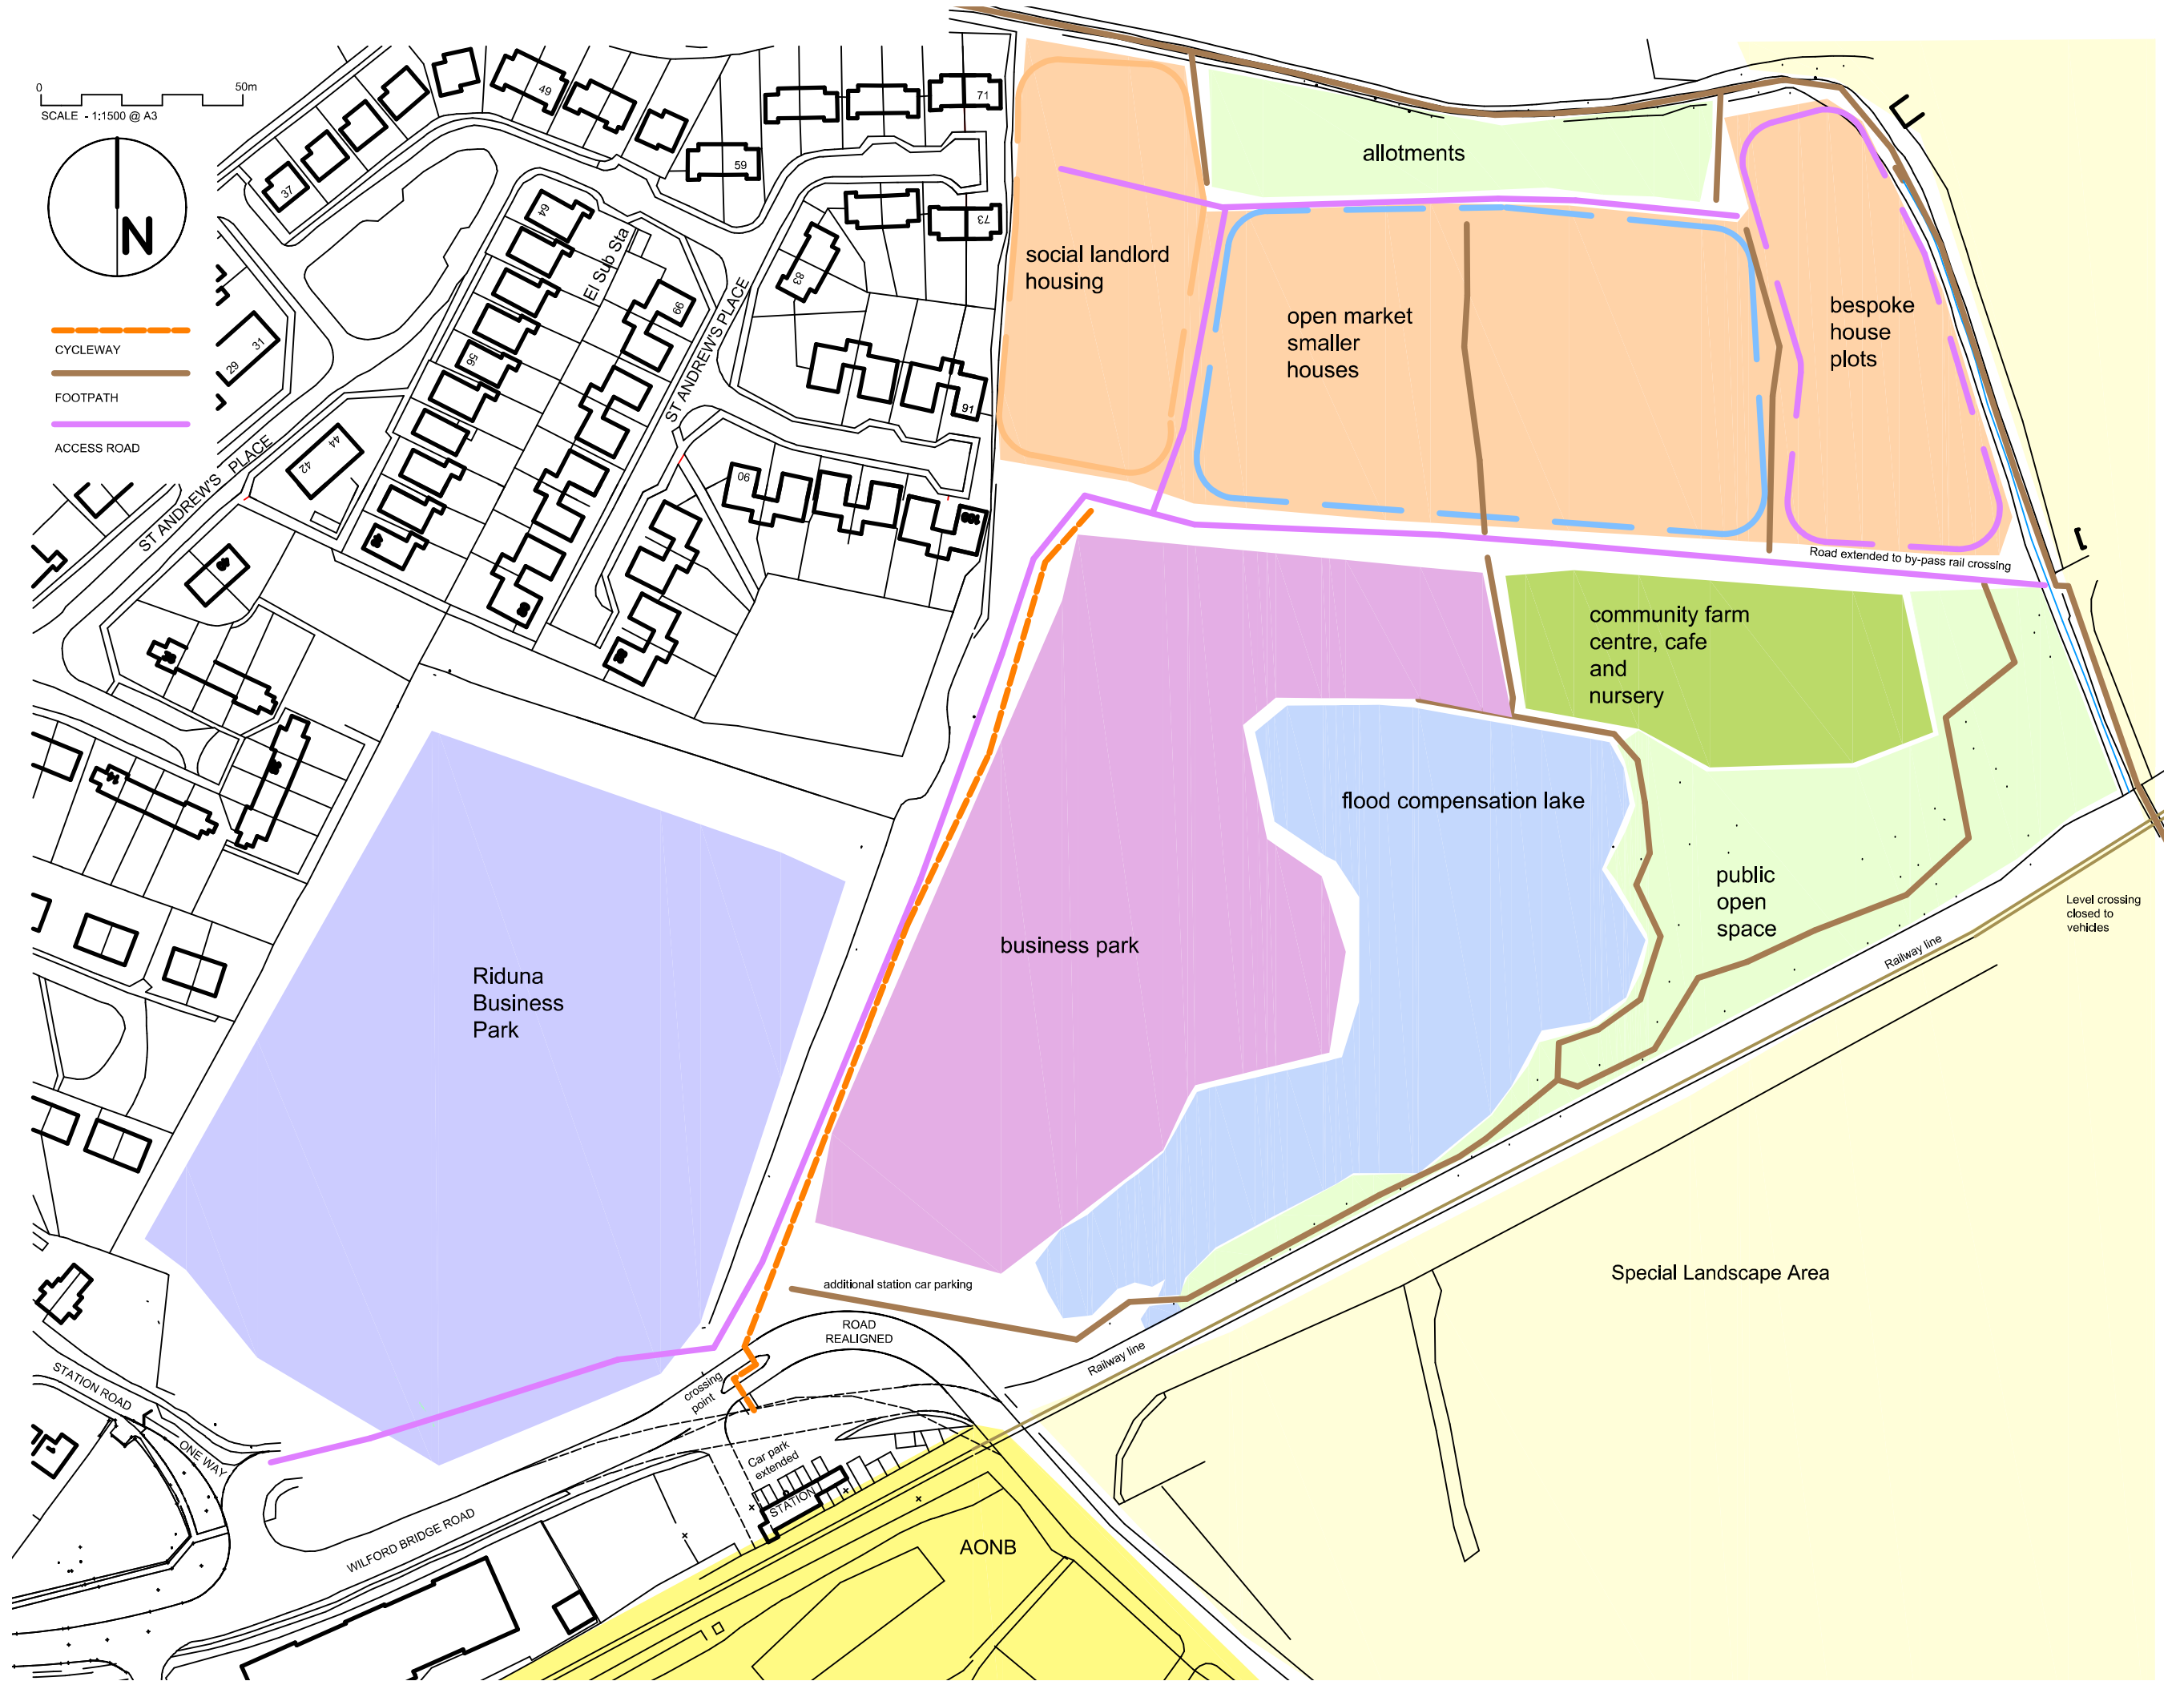 0 50m
SCALE - 1:1500 @ A3
N
CYCLEWAY
FOOTPATH
ACCESS ROAD
49
71
59
37
64
El Sub Sta
73
83
99
31
29
56
ST ANDREW'S PLACE
91
44
42
ST ANDREW'S PLACE
90
allotments
social landlord
housing
open market
smaller
houses
bespoke
house
plots
Road extended to by-pass rail crossing
community farm
centre, cafe
and
nursery
flood compensation lake
public
open
space
business park
Riduna
Business
Park
Level crossing
closed to
vehicles
Railway line
Special Landscape Area
additional station car parking
ROAD
REALIGNED
Railway line
crossing
point
STATION ROAD
ONE WAY
Car park
extended
STATION
WILFORD BRIDGE ROAD
AONB